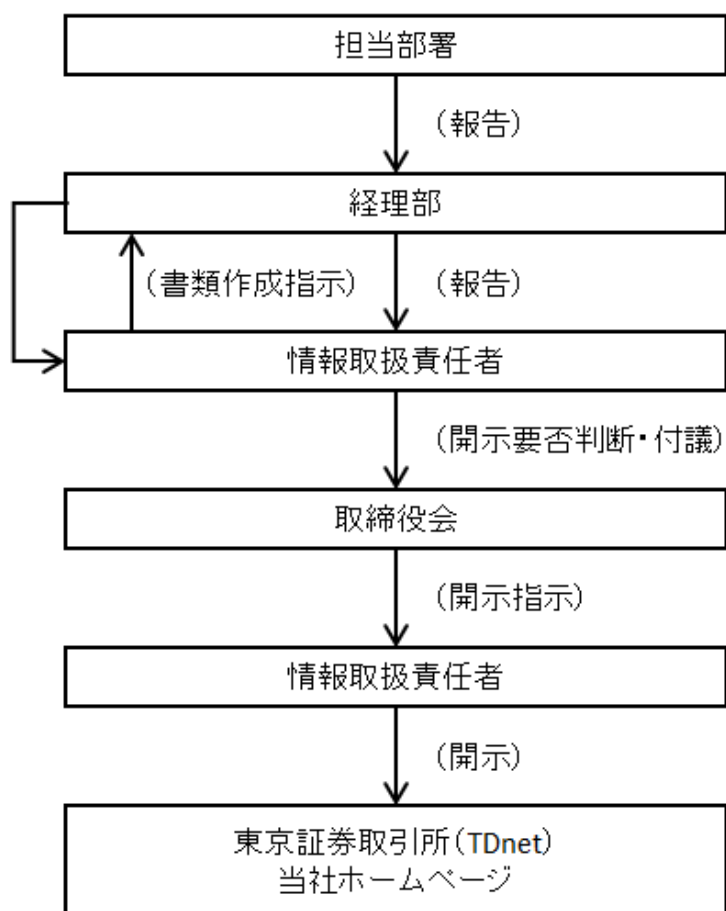 担当部署
(報告)
経理部
(書類作成指示)
(報告)
情報取扱責任者
(開示要否判断・付議)
取締役会
(開示指示)
情報取扱責任者
(開示)
東京証券取引所(TDnet)
当社ホームページ